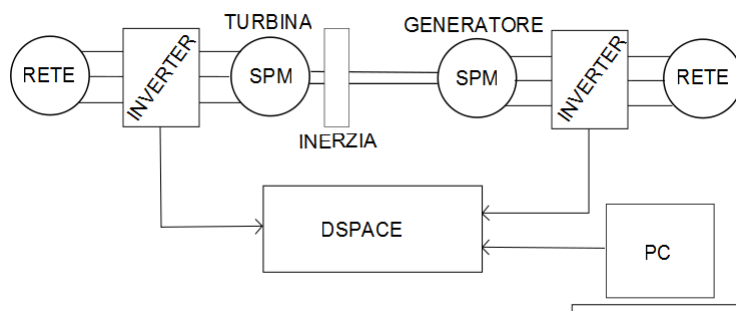 TURBINA
GENERATORE
RETE
INVERTER
SPM
SPM
INVERTER
RETE
INERZIA
DSPACE
PC